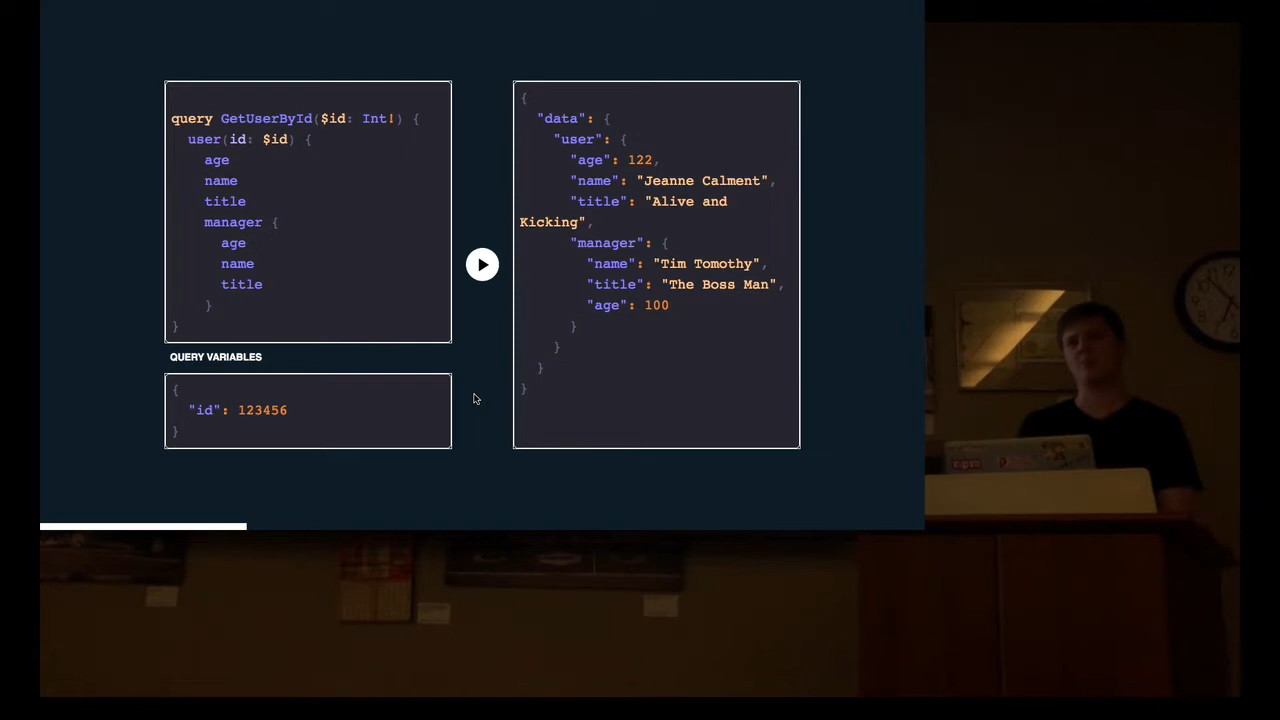 query GetUserById($id: Int!) {
  user(id: $id) {
    age
    name
    title
    manager {
      age
      name
      title
    }
}
QUERY VARIABLES
{
  "id": 123456
}
{
  "data": {
    "user": {
      "age": 122,
      "name": "Jeanne Calment",
      "title": "Alive and
Kicking",
      "manager": {
        "name": "Tim Tomothy",
        "title": "The Boss Man",
        "age": 100
      }
    }
  }
}
npm